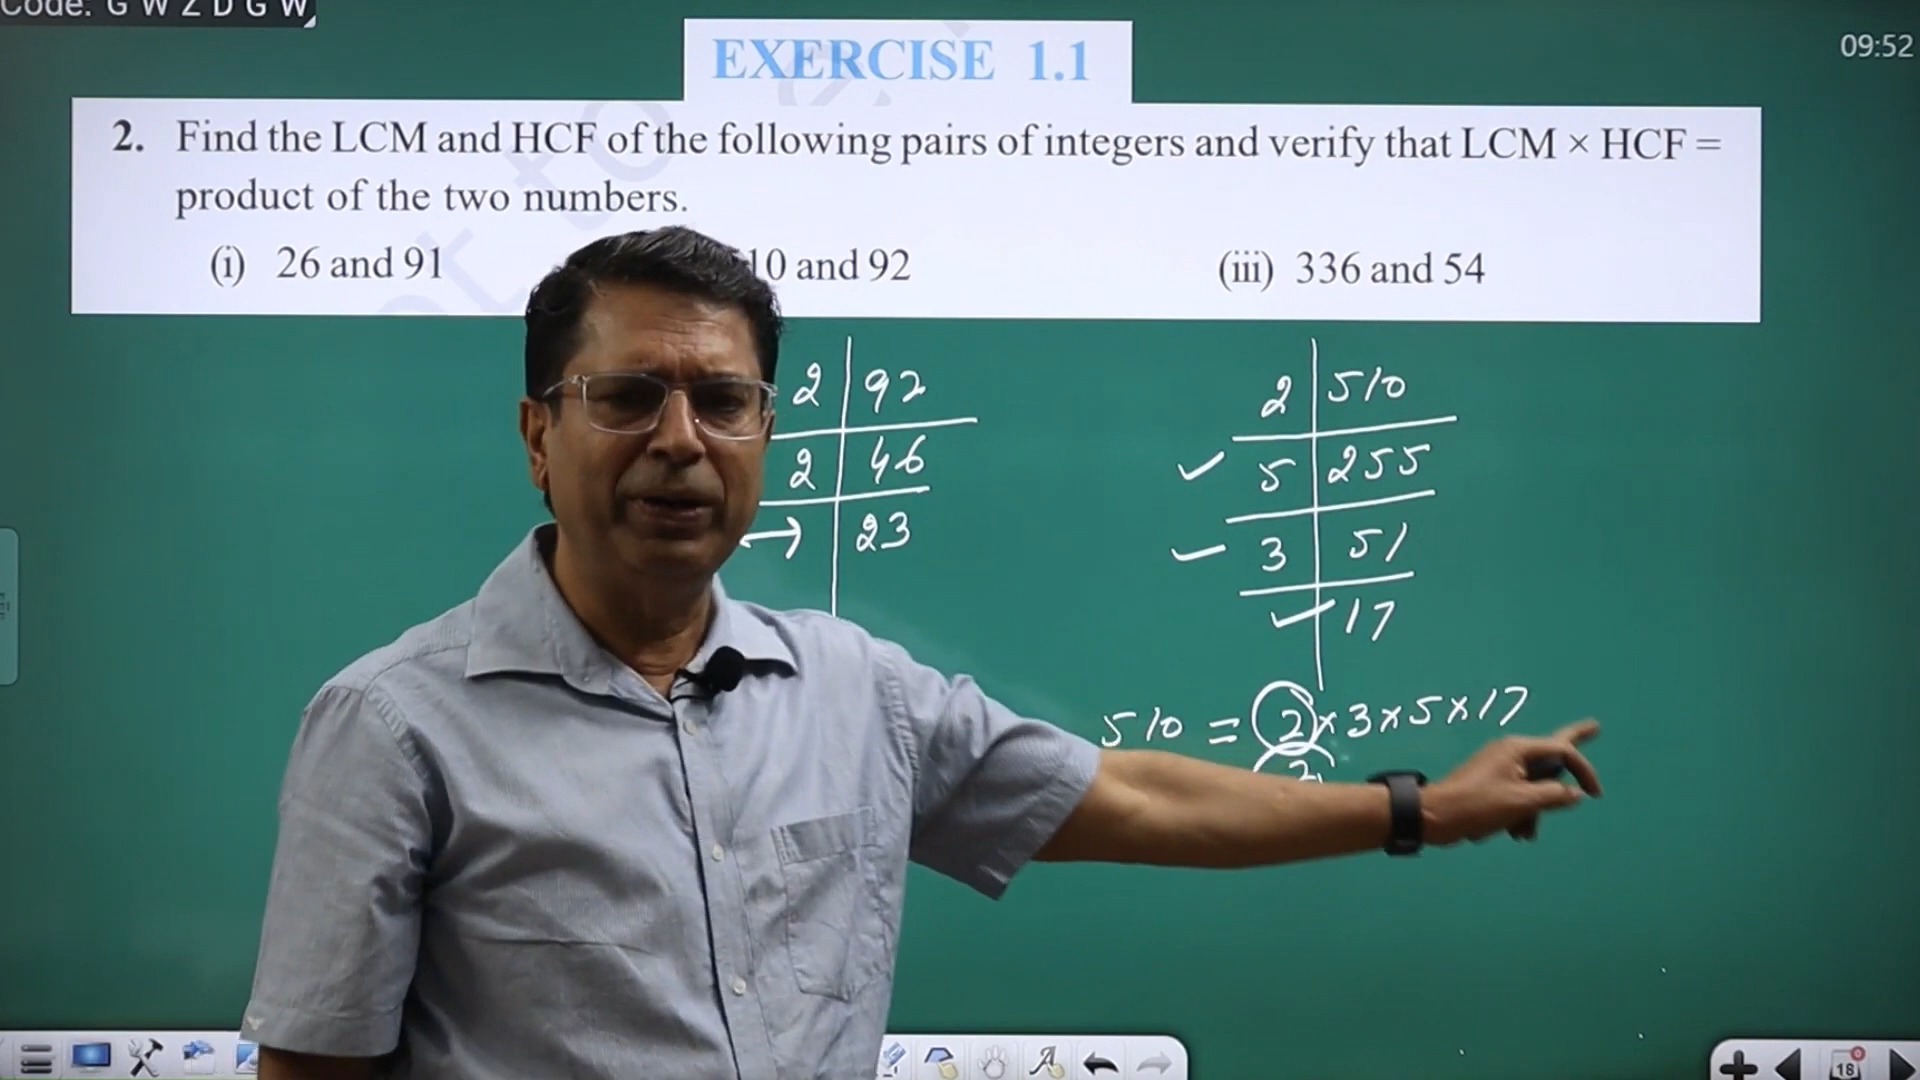 Code: G W Z D G W
EXERCISE 1.1
09:52
2. Find the LCM and HCF of the following pairs of integers and verify that LCM × HCF =
product of the two numbers.
(i) 26 and 91
10 and 92
(iii) 336 and 54
2 92
2 46
23
2 510
5 255
3 51
17
510 = 2×3×5×17
2
18